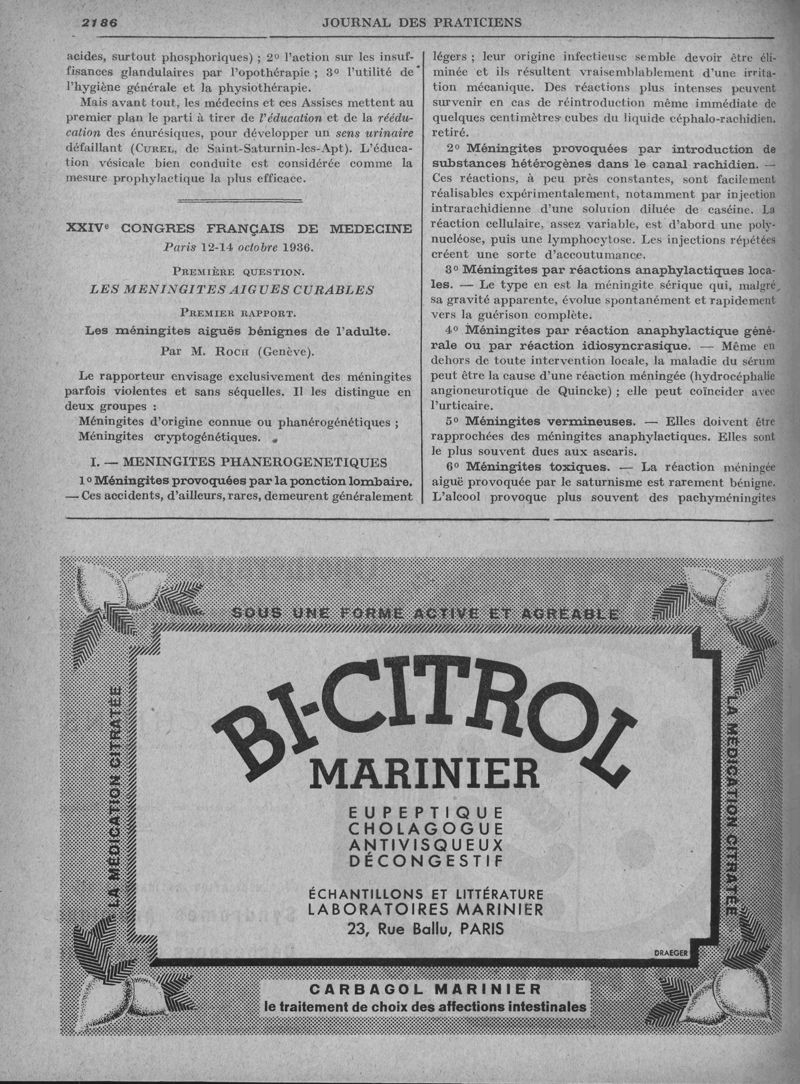 2186
JOURNAL DES PRATICIENS
acides, surtout phosphoriques) ; 2º l'action sur les insuf-
fisances glandulaires par l'opothérapie ; 3º l'utilité de
l'hygiène générale et la physiothérapie.
Mais avant tout, les médecins et ces Assises mettent au
premier plan le parti à tirer de l'éducation et de la réédu-
cation des énurésiques, pour développer un sens urinaire
défaillant (CUREL, de Saint-Saturnin-les-Apt). L'éduca-
tion vésicale bien conduite est considérée comme la
mesure prophylactique la plus efficace.
XXIVe CONGRES FRANÇAIS DE MEDECINE
Paris 12-14 octobre 1936.
PREMIÈRE QUESTION.
LES MENINGITES AIGUES CURABLES
PREMIER RAPPORT.
Les méningites aiguës bénignes de l'adulte.
Par M. ROCH (Genève).
Le rapporteur envisage exclusivement des méningites
parfois violentes et sans séquelles. Il les distingue en
deux groupes :
Méningites d'origine connue ou phanérogénétiques ;
Méningites cryptogénétiques.
I. — MENINGITES PHANEROGENETIQUES
1º Méningites provoquées par la ponction lombaire.
— Ces accidents, d'ailleurs, rares, demeurent généralement
légers ; leur origine infectieuse semble devoir être éli-
minée et ils résultent vraisemblablement d'une irrita-
tion mécanique. Des réactions plus intenses peuvent
survenir en cas de réintroduction même immédiate de
quelques centimètres cubes du liquide céphalo-rachidien,
retiré.
2º Méningites provoquées par introduction de
substances hétérogènes dans le canal rachidien. —
Ces réactions, à peu près constantes, sont facilement
réalisables expérimentalement, notamment par injection
intrarachidienne d'une solution diluée de caséine. La
réaction cellulaire, assez variable, est d'abord une poly-
nucléose, puis une lymphocytose. Les injections répétées
créent une sorte d'accoutumance.
3º Méningites par réactions anaphylactiques loca-
les. — Le type en est la méningite sérique qui, malgré
sa gravité apparente, évolue spontanément et rapidement
vers la guérison complète.
4º Méningites par réaction anaphylactique géné-
rale ou par réaction idiosyncrasique. — Même en
dehors de toute intervention locale, la maladie du sérum
peut être la cause d'une réaction méningée (hydrocéphalie
angioneurotique de Quincke) ; elle peut coïncider avec
l'urticaire.
5º Méningites vermineuses. — Elles doivent être
rapprochées des méningites anaphylactiques. Elles sont
le plus souvent dues aux ascaris.
6º Méningites toxiques. — La réaction méningée
aiguë provoquée par le saturnisme est rarement bénigne.
L'alcool provoque plus souvent des pachyméningites
SOUS UNE FORME ACTIVE ET AGRÉABLE
LA MÉDICATION CITRATÉE
BI-CITROL
MARINIER
EUPEPTIQUE
CHOLAGOGUE
ANTIVISQUEUX
DÉCONGESTIF
ÉCHANTILLONS ET LITTÉRATURE
LABORATOIRES MARINIER
23, Rue Ballu, PARIS
LA MÉDICATION CITRATÉE
DRAEGER
CARBAGOL MARINIER
le traitement de choix des affections intestinales